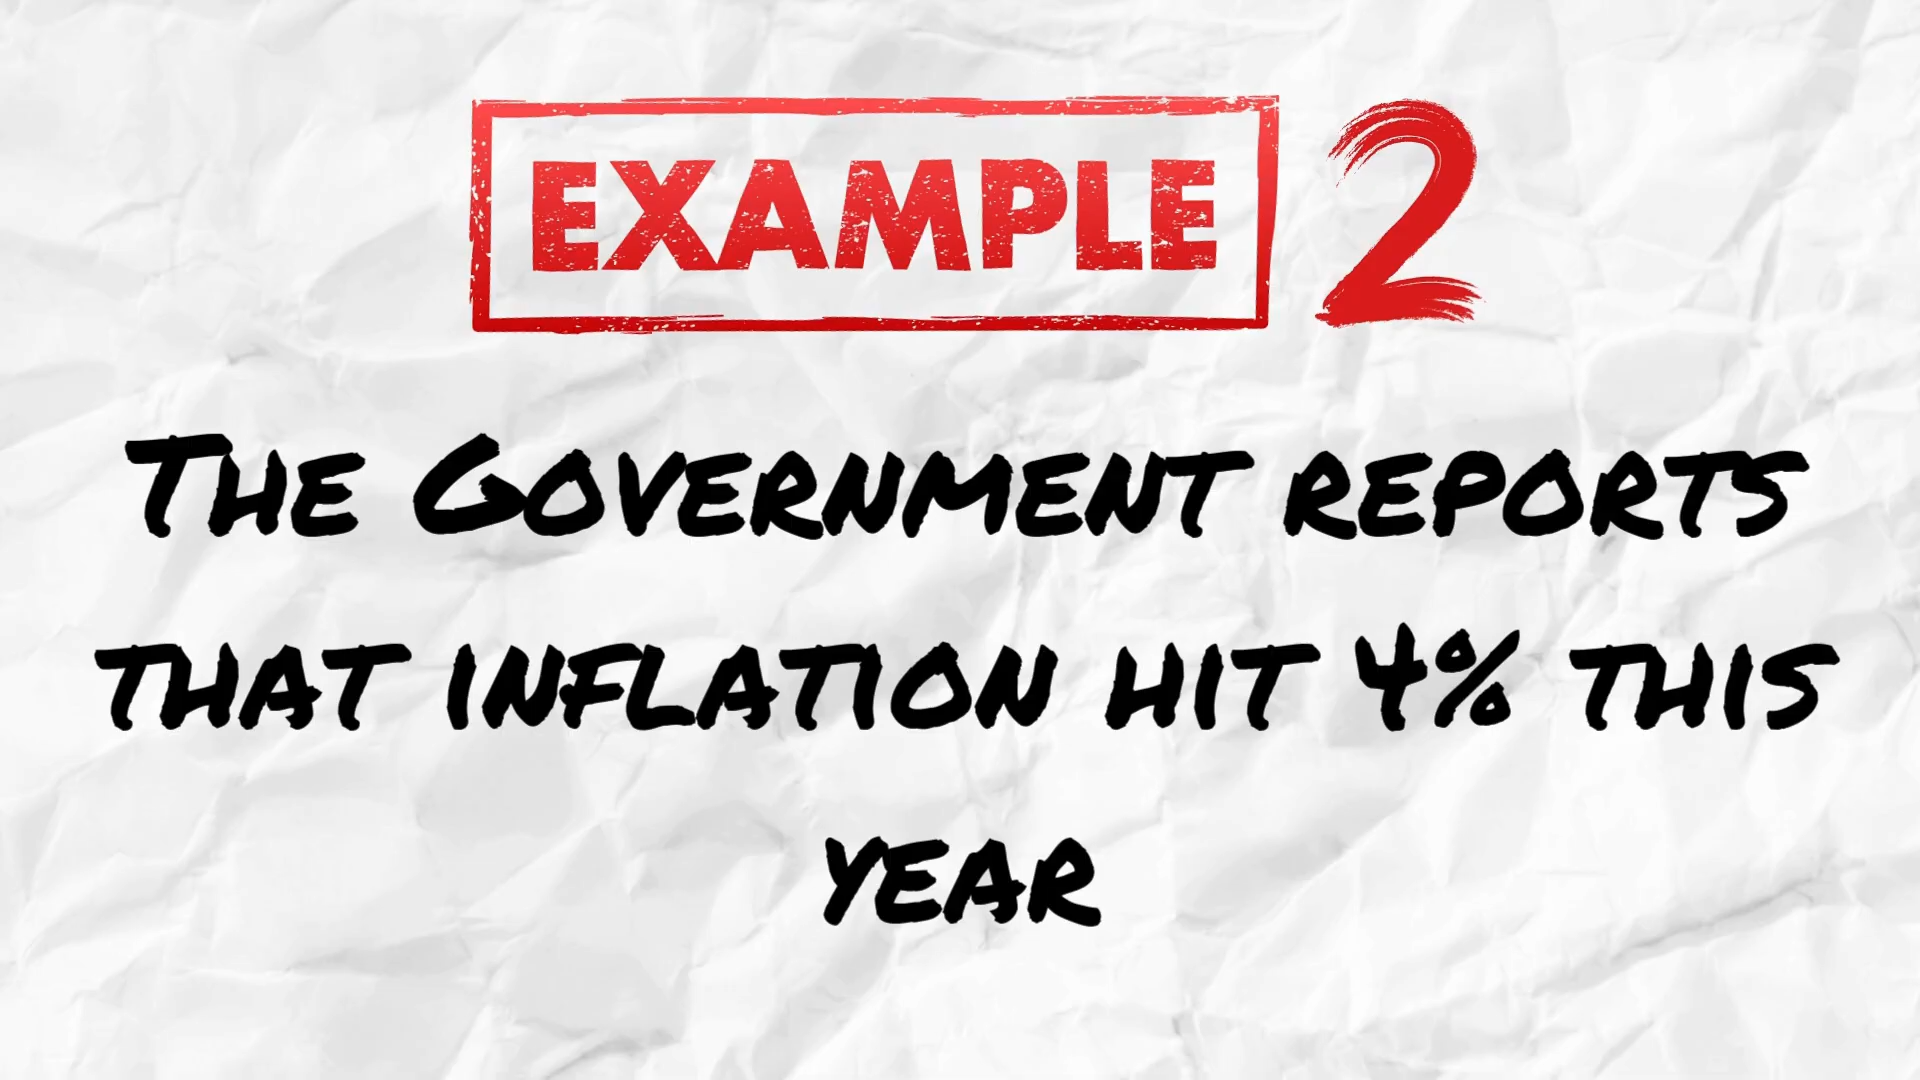 EXAMPLE 2
The Government reports
that inflation hit 4% this
year